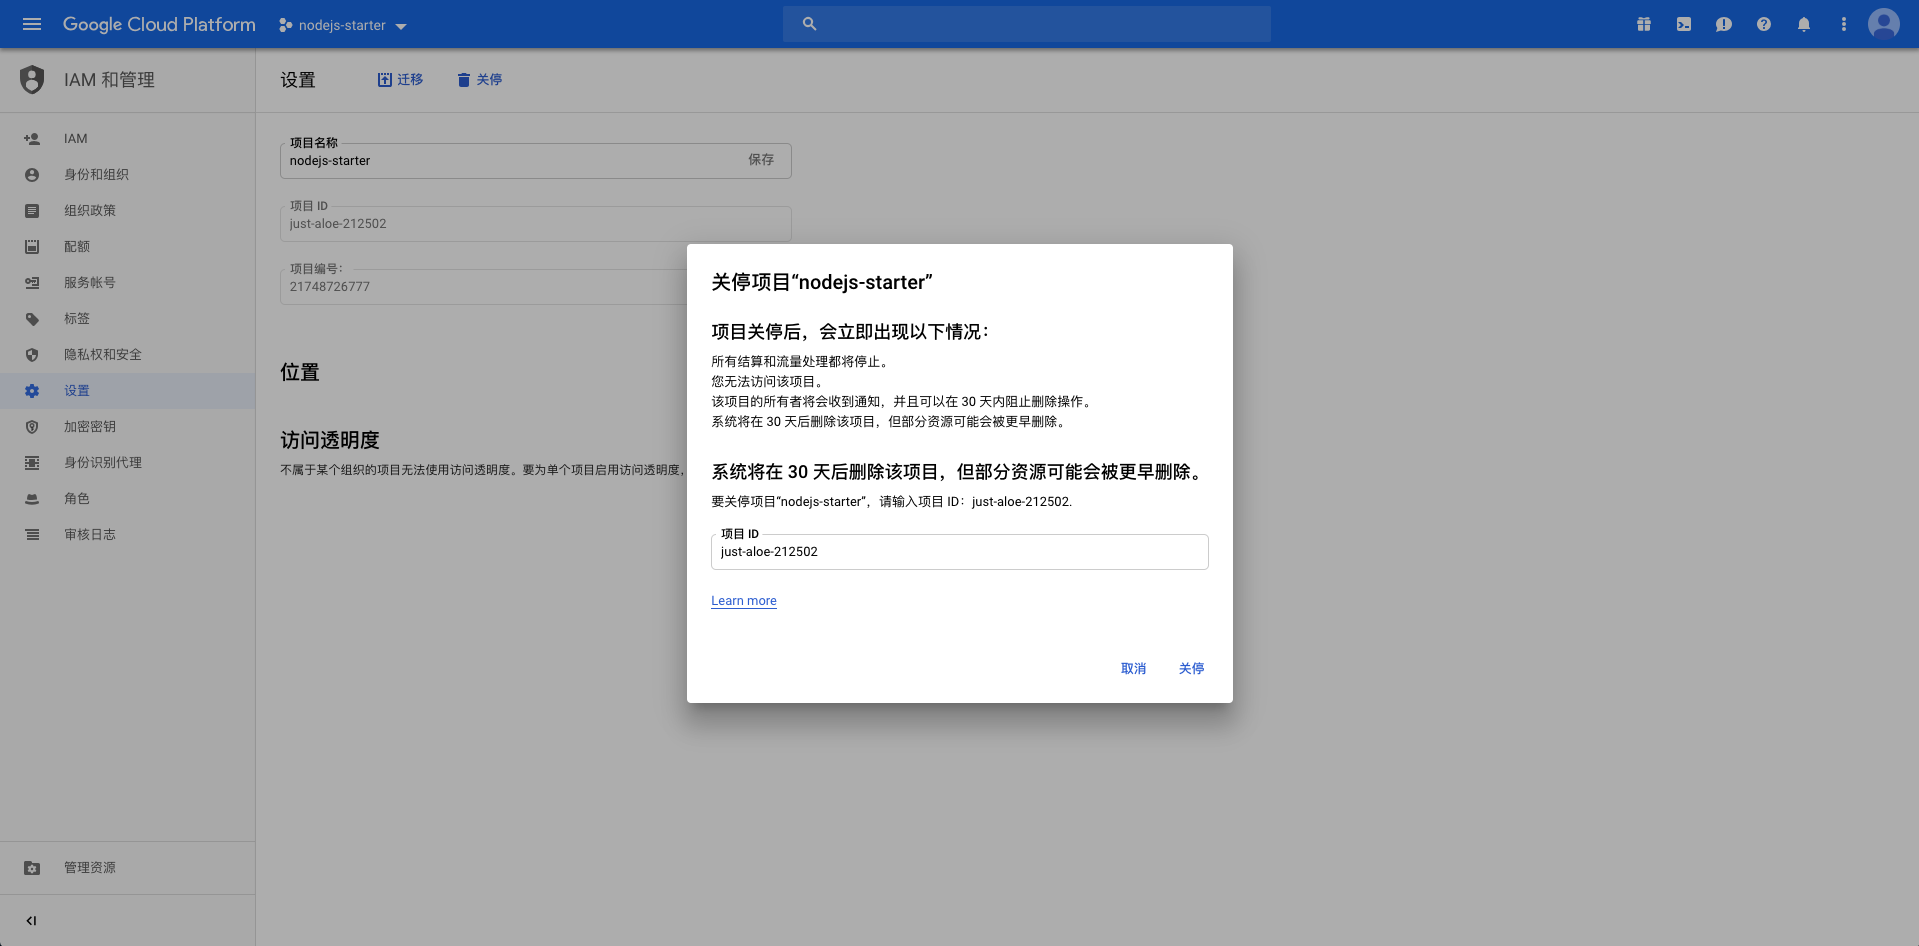 Google Cloud Platform
nodejs-starter
IAM 和管理
设置
迁移
关停
IAM
身份和组织
组织政策
配额
服务帐号
标签
隐私权和安全
设置
加密密钥
身份识别代理
角色
审核日志
管理资源
项目名称
nodejs-starter
保存
项目 ID
just-aloe-212502
项目编号：
21748726777
位置
访问透明度
不属于某个组织的项目无法使用访问透明度。要为单个项目启用访问透明度，
关停项目“nodejs-starter”
项目关停后，会立即出现以下情况：
所有结算和流量处理都将停止。
您无法访问该项目。
该项目的所有者将会收到通知，并且可以在 30 天内阻止删除操作。
系统将在 30 天后删除该项目，但部分资源可能会被更早删除。
系统将在 30 天后删除该项目，但部分资源可能会被更早删除。
要关停项目“nodejs-starter”，请输入项目 ID：just-aloe-212502.
项目 ID
just-aloe-212502
Learn more
取消
关停